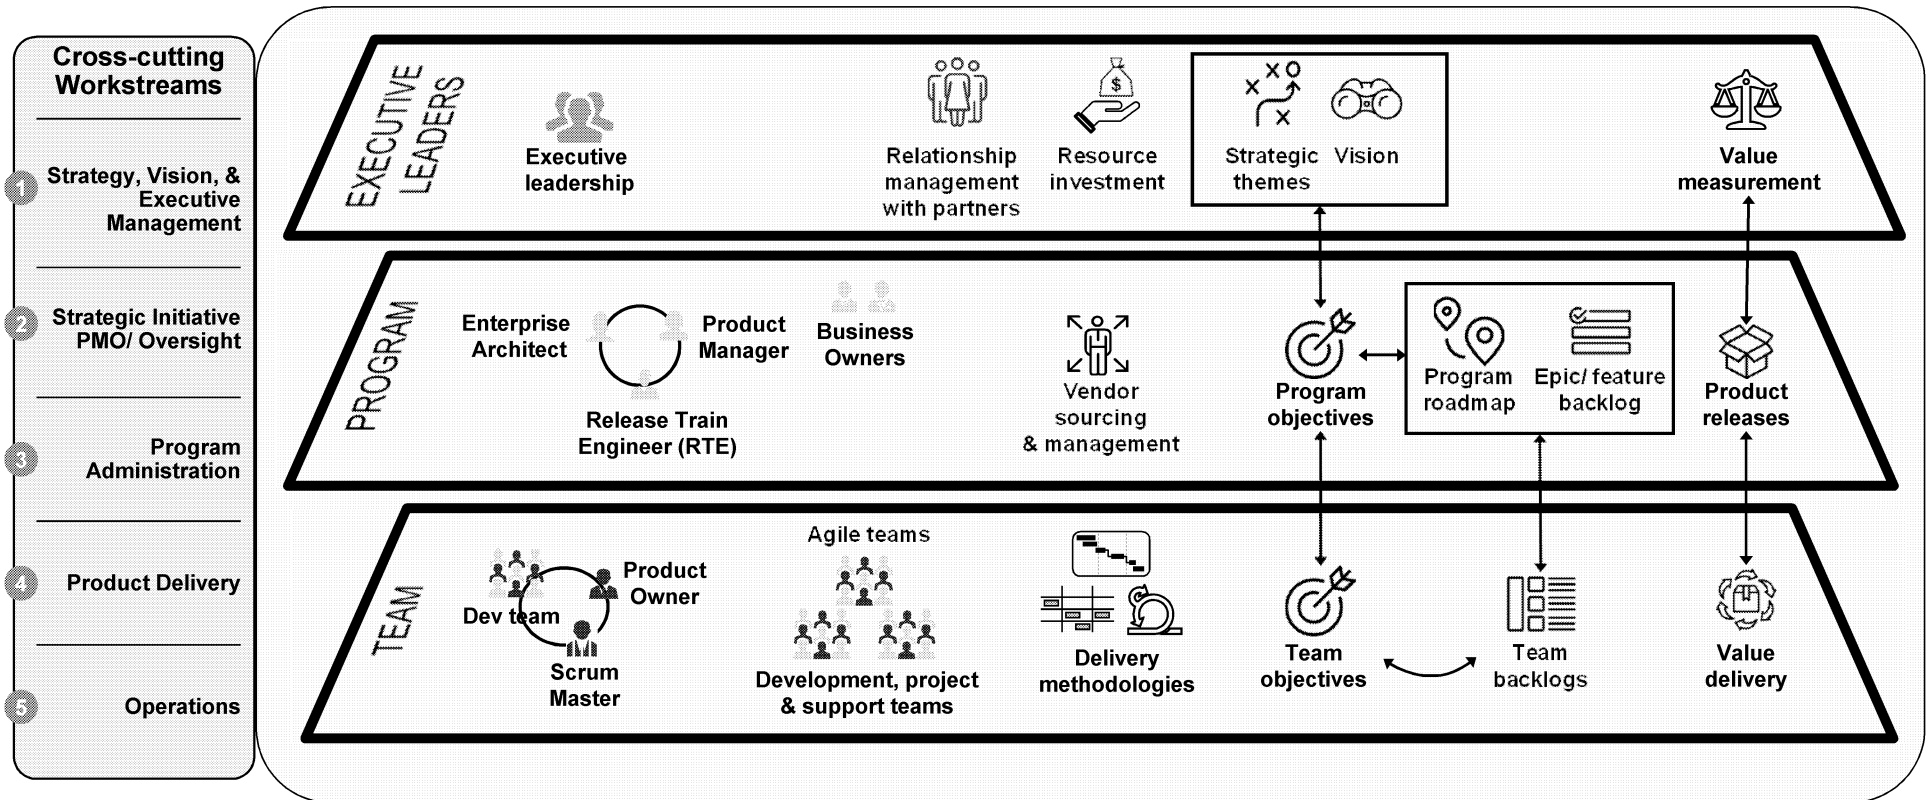 Cross-cutting
Workstreams
1
Strategy, Vision, &
Executive
Management
2
Strategic Initiative
PMO/ Oversight
3
Program
Administration
4
Product Delivery
5
Operations
EXECUTIVE
LEADERS
Executive
leadership
Relationship
management
with partners
$
Resource
investment
X X O
X
Strategic
themes
Vision
Value
measurement
PROGRAM
Enterprise
Architect
Product
Manager
Release Train
Engineer (RTE)
Business
Owners
Vendor
sourcing
& management
Program
objectives
Program
roadmap
Epic/ feature
backlog
Product
releases
TEAM
Dev team
Product
Owner
Scrum
Master
Agile teams
Development, project
& support teams
Delivery
methodologies
Team
objectives
Team
backlogs
Value
delivery